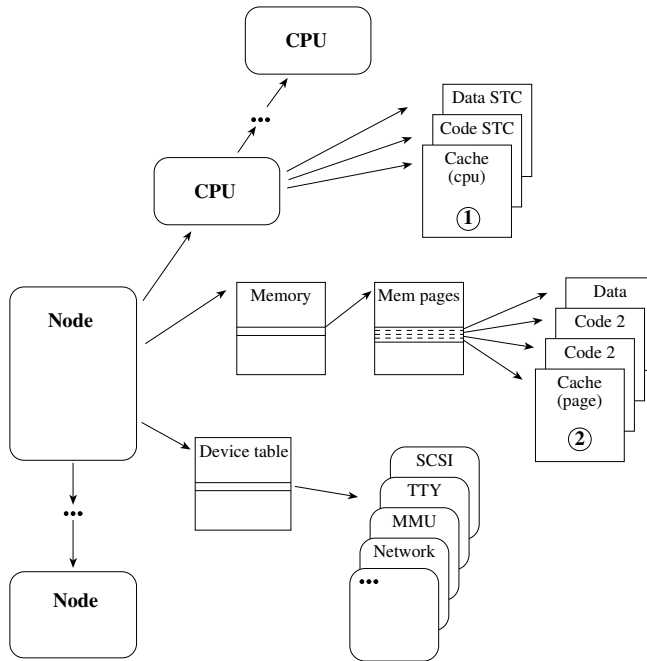 CPU
•••
CPU
Data STC
Code STC
Cache
(cpu)
1
Node
Memory
Mem pages
Data
Code 2
Code 2
Cache
(page)
2
Device table
SCSI
TTY
MMU
Network
•••
•••
Node